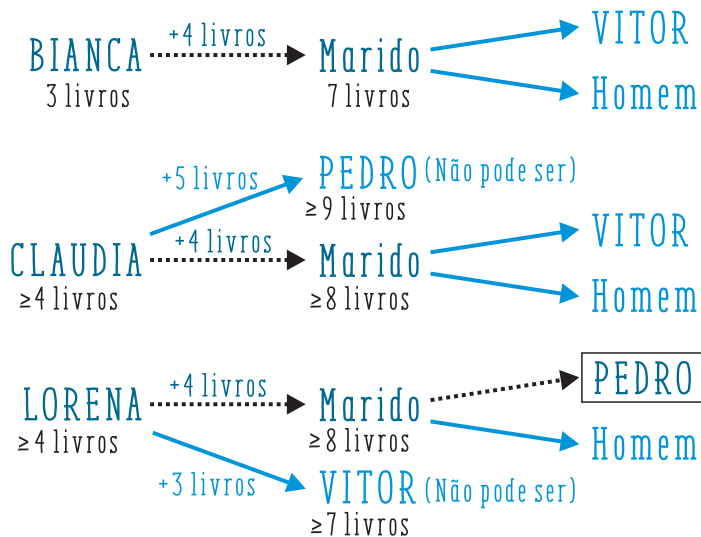 +4 livros
BIANCA Marido VITOR
3 livros 7 livros Homem
+5 livros PEDRO (Não pode ser)
≥9 livros
+4 livros VITOR
CLAUDIA Marido
≥4 livros ≥8 livros Homem
+4 livros PEDRO
LORENA Marido
≥4 livros ≥8 livros Homem
+3 livros VITOR (Não pode ser)
≥7 livros